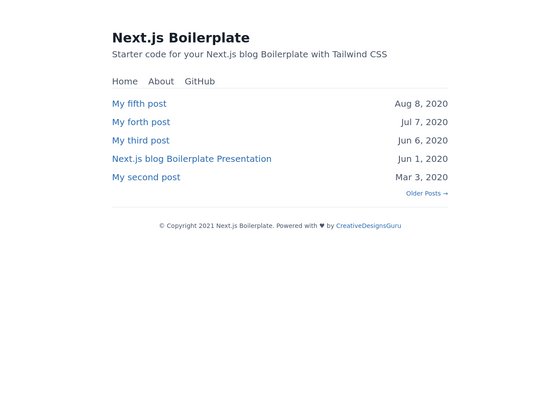 Next.js Boilerplate
Starter code for your Next.js blog Boilerplate with Tailwind CSS
Home About GitHub
My fifth post Aug 8, 2020
My forth post Jul 7, 2020
My third post Jun 6, 2020
Next.js blog Boilerplate Presentation Jun 1, 2020
My second post Mar 3, 2020
Older Posts →
© Copyright 2021 Next.js Boilerplate. Powered with ♥ by CreativeDesignsGuru